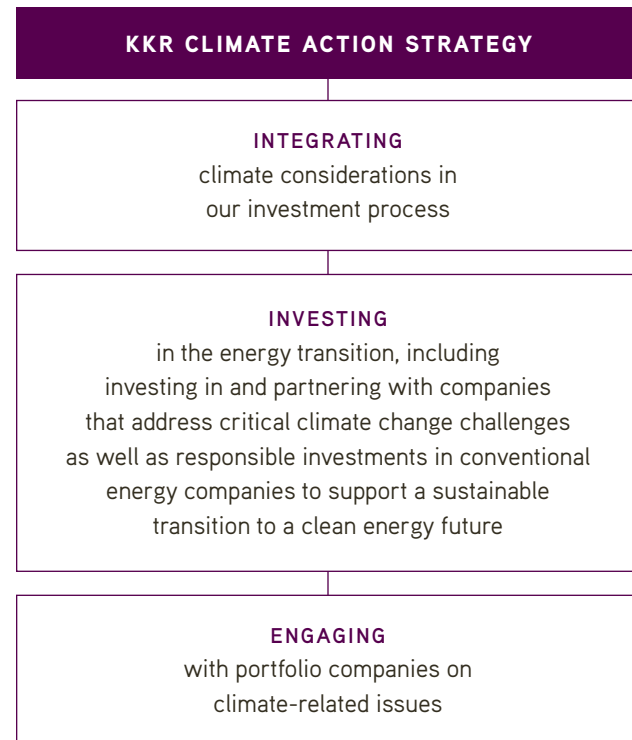 KKR CLIMATE ACTION STRATEGY
INTEGRATING
climate considerations in
our investment process
INVESTING
in the energy transition, including
investing in and partnering with companies
that address critical climate change challenges
as well as responsible investments in conventional
energy companies to support a sustainable
transition to a clean energy future
ENGAGING
with portfolio companies on
climate-related issues